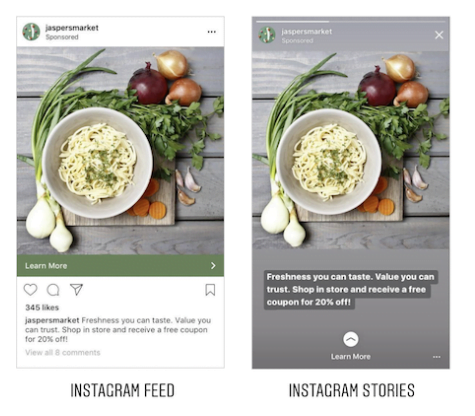 jaspersmarket
Sponsored
Learn More
345 likes
jaspersmarket Freshness you can taste. Value you
can trust. Shop in store and receive a free coupon
for 20% off!
View all 8 comments
INSTAGRAM FEED
jaspersmarket
Sponsored
Freshness you can taste. Value you can
trust. Shop in store and receive a free
coupon for 20% off!
Learn More
INSTAGRAM STORIES